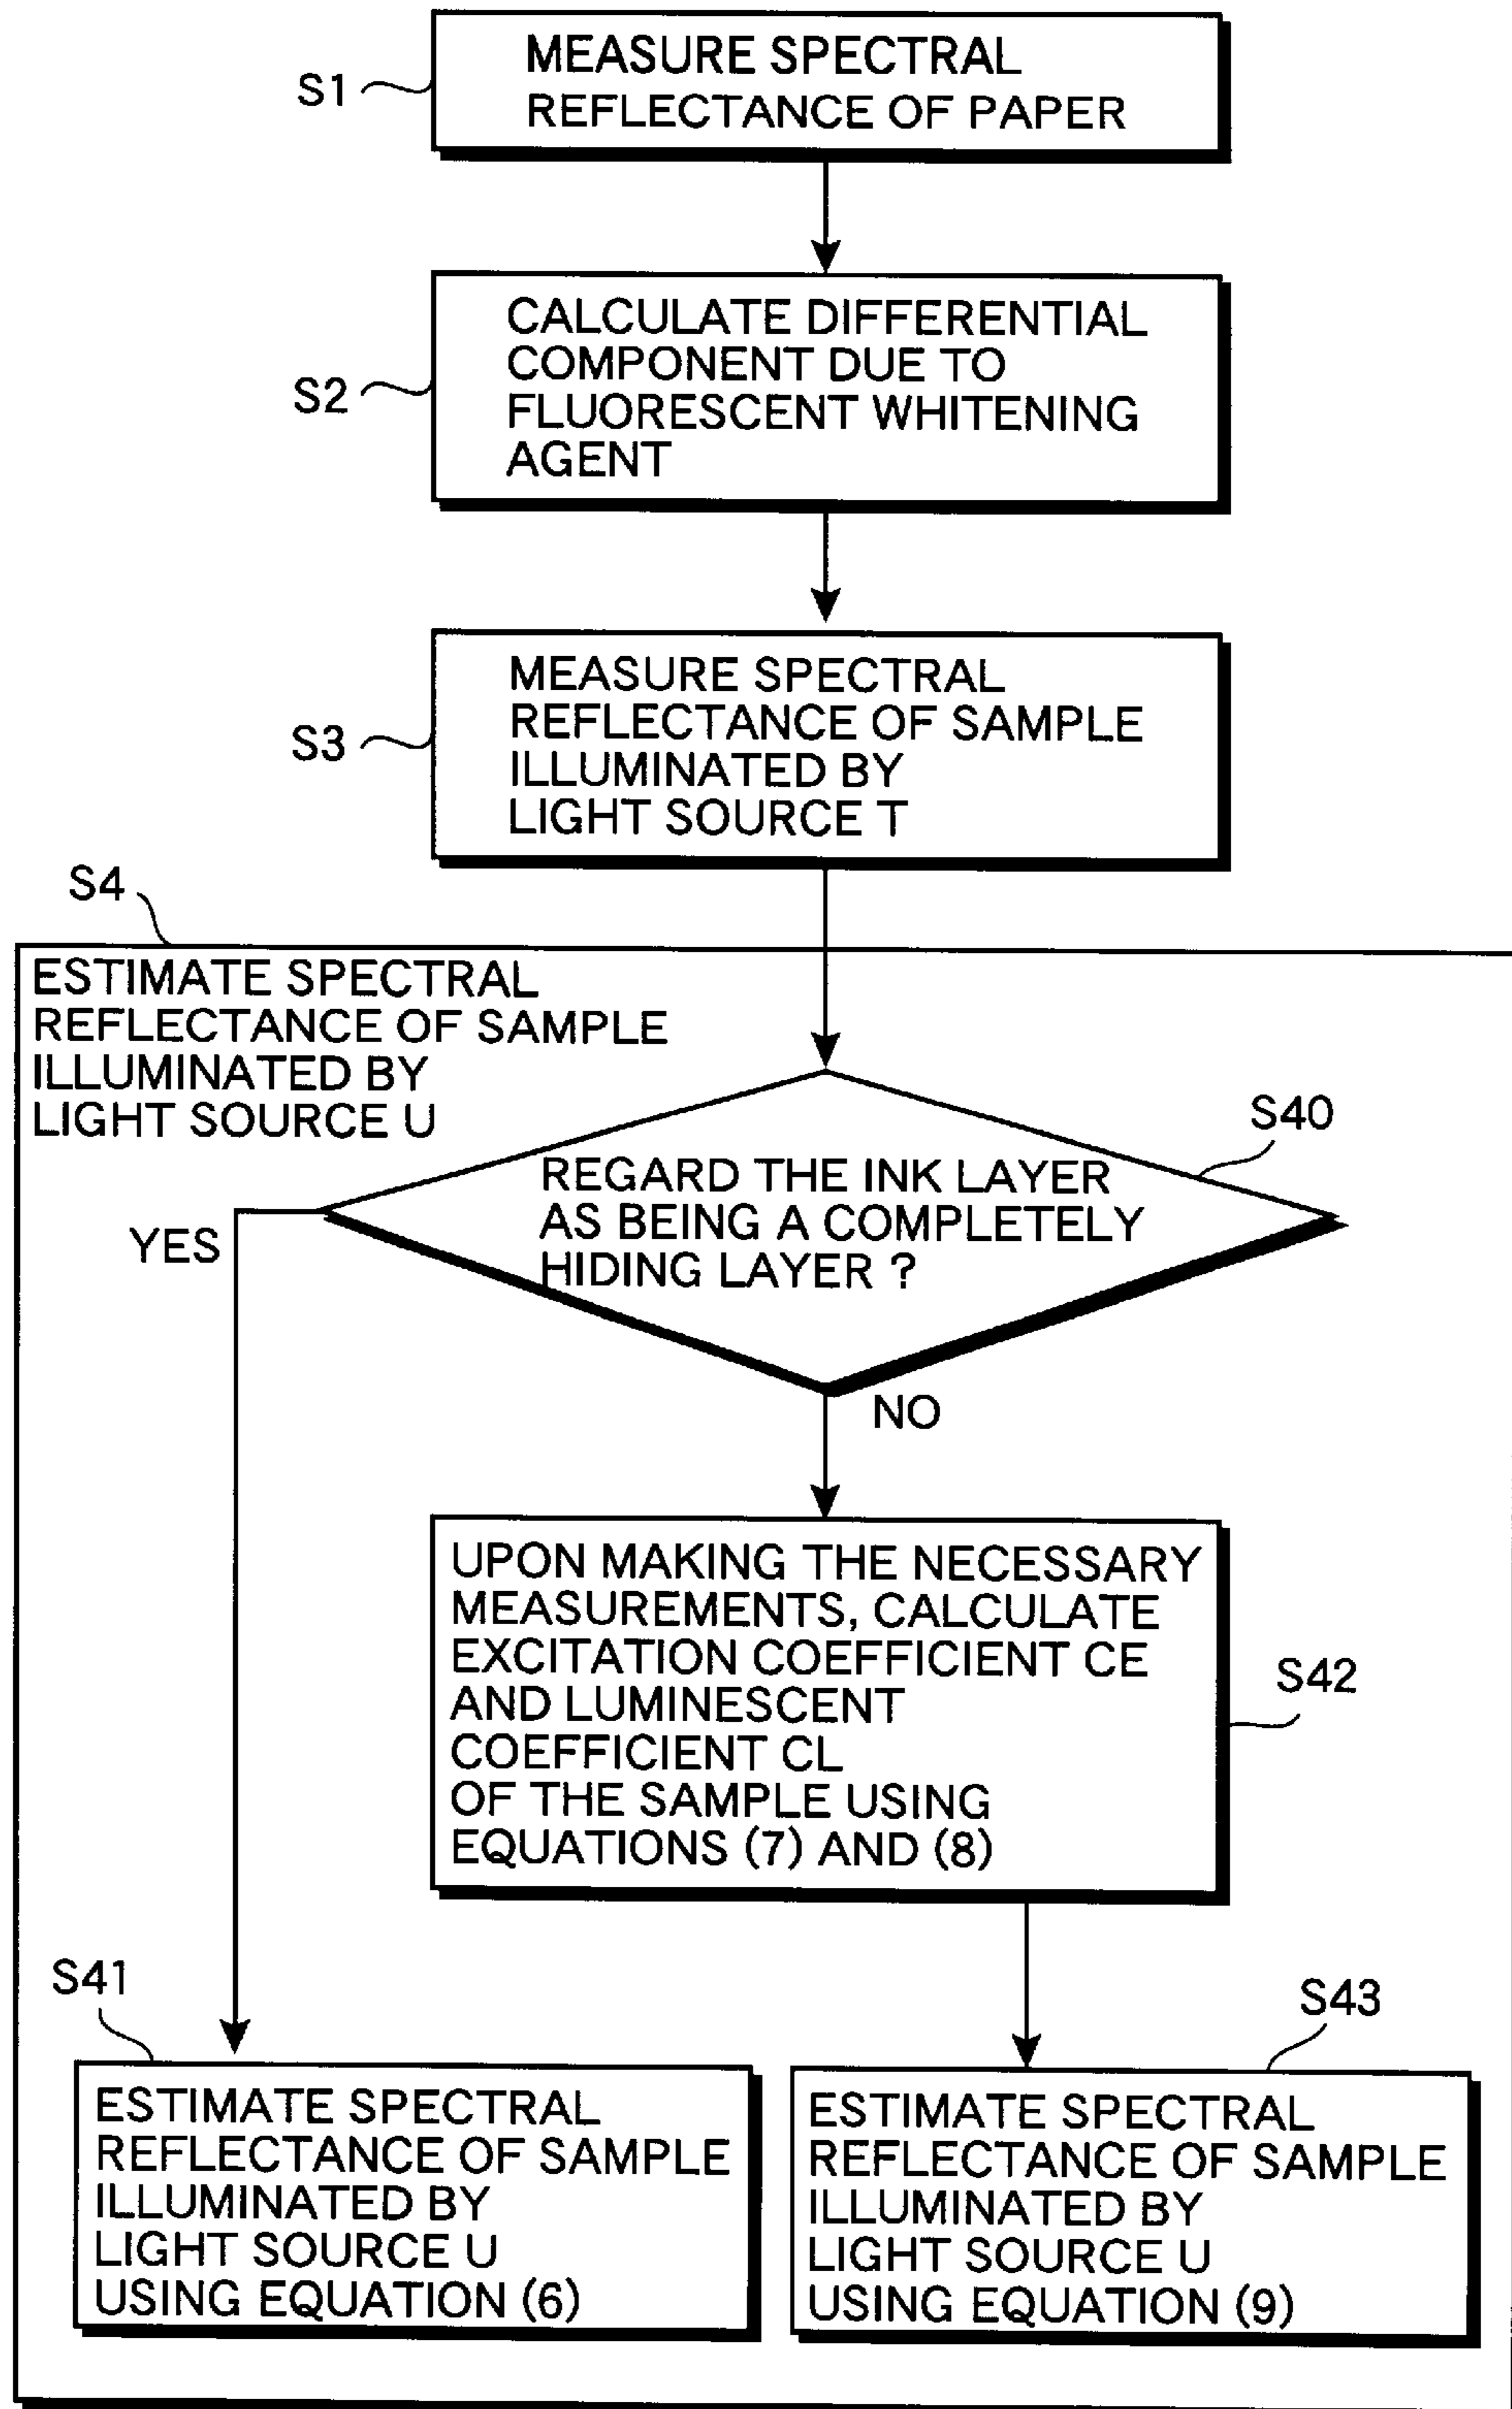 S1
MEASURE SPECTRAL
REFLECTANCE OF PAPER
S2
CALCULATE DIFFERENTIAL
COMPONENT DUE TO
FLUORESCENT WHITENING
AGENT
S3
MEASURE SPECTRAL
REFLECTANCE OF SAMPLE
ILLUMINATED BY
LIGHT SOURCE T
S4
ESTIMATE SPECTRAL
REFLECTANCE OF SAMPLE
ILLUMINATED BY
LIGHT SOURCE U
S40
REGARD THE INK LAYER
AS BEING A COMPLETELY
HIDING LAYER ?
YES
NO
UPON MAKING THE NECESSARY
MEASUREMENTS, CALCULATE
EXCITATION COEFFICIENT CE
AND LUMINESCENT
COEFFICIENT CL
OF THE SAMPLE USING
EQUATIONS (7) AND (8)
S42
S41
ESTIMATE SPECTRAL
REFLECTANCE OF SAMPLE
ILLUMINATED BY
LIGHT SOURCE U
USING EQUATION (6)
S43
ESTIMATE SPECTRAL
REFLECTANCE OF SAMPLE
ILLUMINATED BY
LIGHT SOURCE U
USING EQUATION (9)